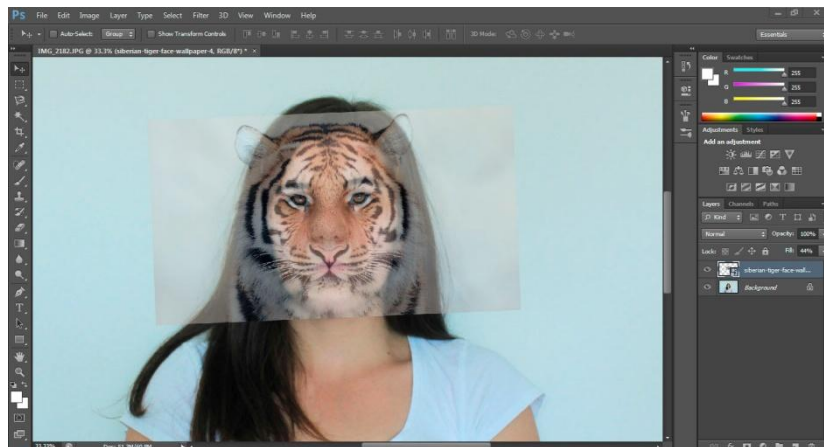 Ps File Edit Image Layer Type Select Filter 3D View Window Help
Auto-Select: Group Show Transform Controls 3D Mode: Essentials
IMG_2182.JPG @ 33.3% (siberian-tiger-face-wallpaper-4, RGB/8*) * ×
Color Swatches
R 255
G 255
B 255
Adjustments Styles
Add an adjustment
Layers Channels Paths
Kind
Normal Opacity: 100%
Lock: Fill: 44%
siberian-tiger-face-wall...
Background